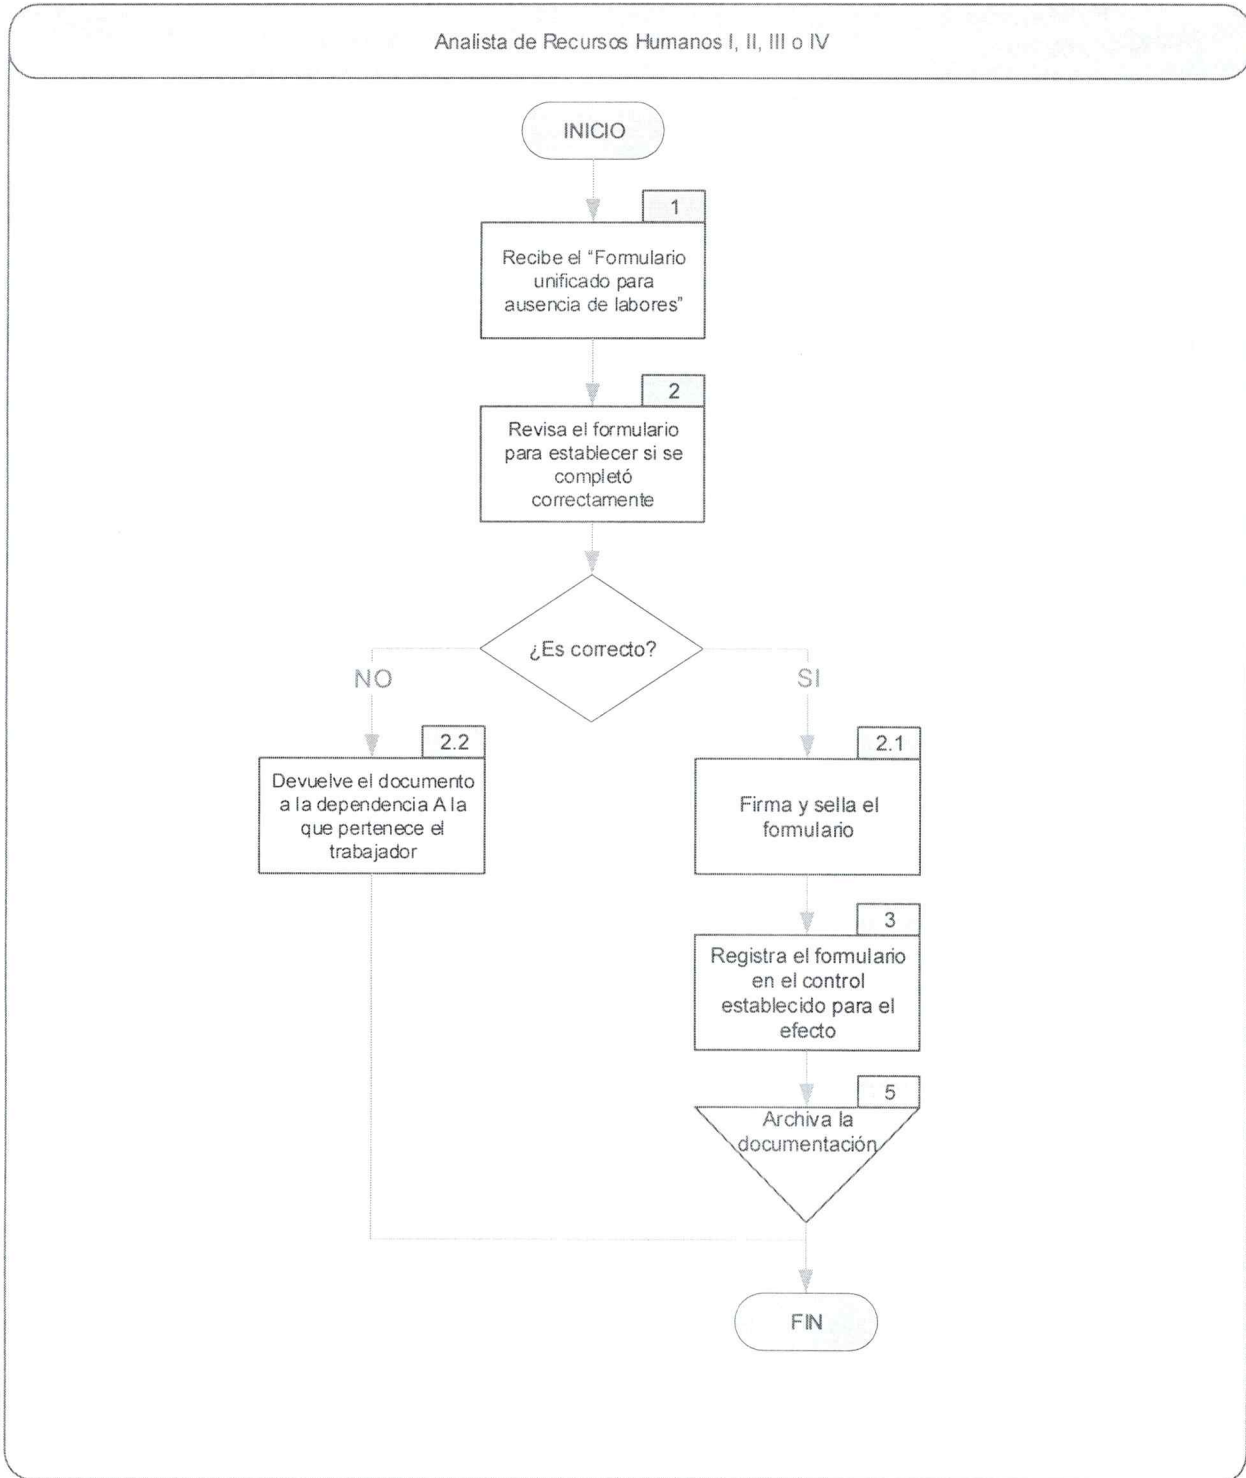 Analista de Recursos Humanos I, II, III o IV
INICIO
1
Recibe el “Formulario
unificado para
ausencia de labores”
2
Revisa el formulario
para establecer si se
completó
correctamente
¿Es correcto?
NO
SI
2.2
Devuelve el documento
a la dependencia A la
que pertenece el
trabajador
2.1
Firma y sella el
formulario
3
Registra el formulario
en el control
establecido para el
efecto
5
Archiva la
documentación
FIN